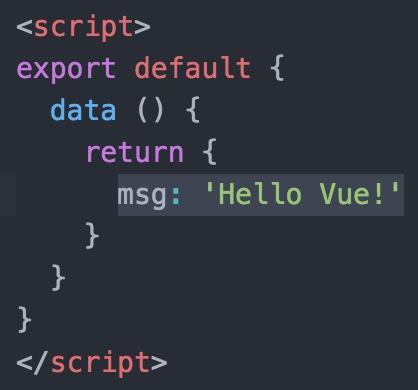 <script>
export default {
  data () {
    return {
      msg: 'Hello Vue!'
    }
  }
}
</script>